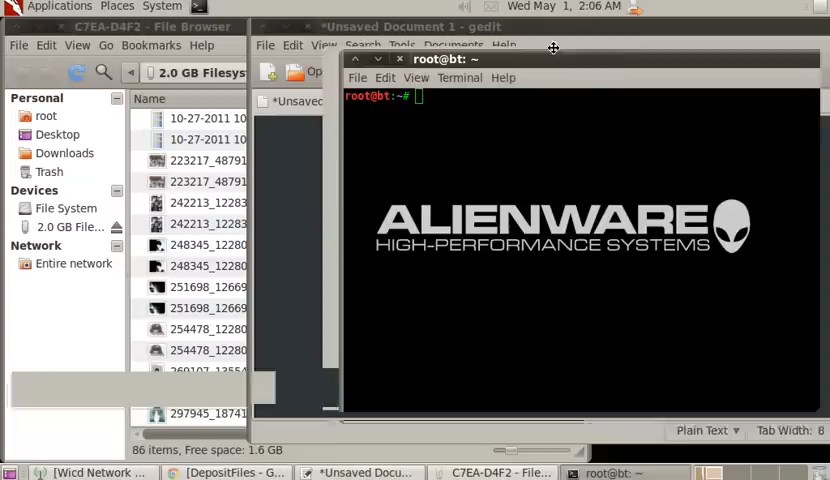 Applications Places System
Wed May 1, 2:06 AM
C7EA-D4F2 - File Browser
File Edit View Go Bookmarks Help
2.0 GB Filesys
Personal
root
Desktop
Downloads
Trash
Devices
File System
2.0 GB File...
Network
Entire network
Name
10-27-2011 10
10-27-2011 10
223217_48791
223217_48791
242213_12283
242213_12283
248345_12280
248345_12280
251698_12669
251698_12669
254478_12280
254478_12280
297945_18741
86 items, Free space: 1.6 GB
*Unsaved Document 1 - gedit
File Edit View Search Tools Documents Help
Op
*Unsaved
root@bt: ~
File Edit View Terminal Help
root@bt:~#
ALIENWARE
HIGH-PERFORMANCE SYSTEMS
Plain Text Tab Width: 8
[Wicd Network ... [DepositFiles - G... *Unsaved Docu... C7EA-D4F2 - File... root@bt: ~